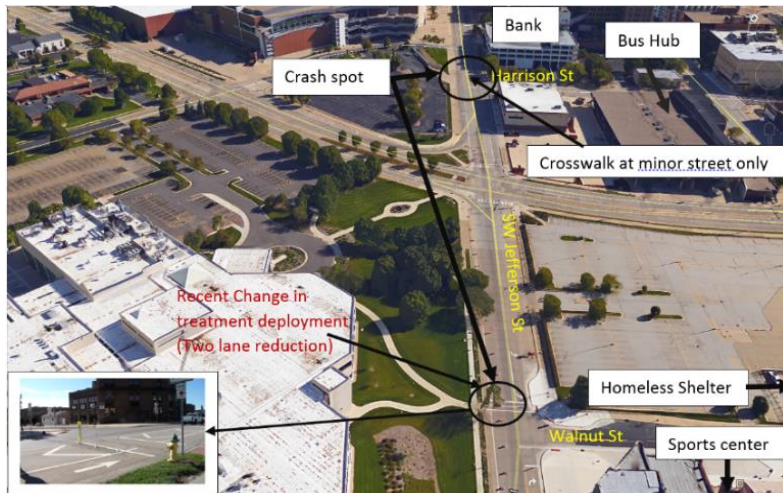 Bank
Bus Hub
Crash spot
Harrison St
Crosswalk at minor street only
SW Jefferson St
Recent Change in
treatment deployment
(Two lane reduction)
Homeless Shelter
Walnut St
Sports center